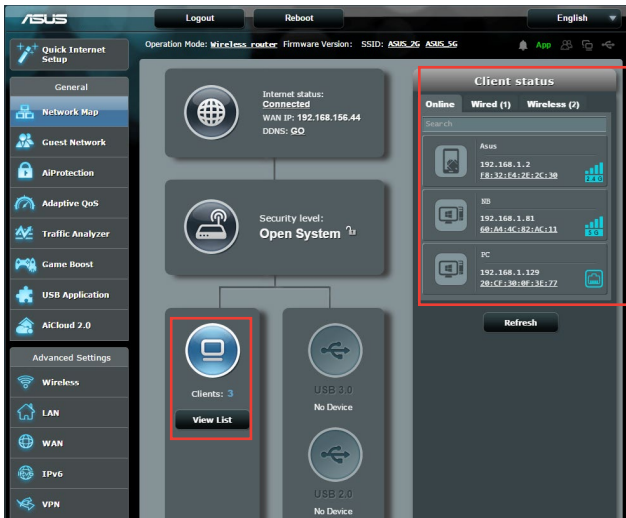 ASUS
Logout
Reboot
English
Quick Internet
Setup
Operation Mode: Wireless router Firmware Version: SSID: ASUS_2G ASUS_5G
App
General
Network Map
Guest Network
AiProtection
Adaptive QoS
Traffic Analyzer
Game Boost
USB Application
AiCloud 2.0
Advanced Settings
Wireless
LAN
WAN
IPv6
VPN
Internet status:
Connected
WAN IP: 192.168.156.44
DDNS: GO
Security level:
Open System
Clients: 3
View List
USB 3.0
No Device
USB 2.0
No Device
Client status
Online Wired (1) Wireless (2)
Search
Asus
192.168.1.2
F8:32:E4:2E:2C:30
2.4G
NB
192.168.1.81
60:A4:4C:82:AC:11
5G
PC
192.168.1.129
20:CF:30:0F:3E:77
Refresh